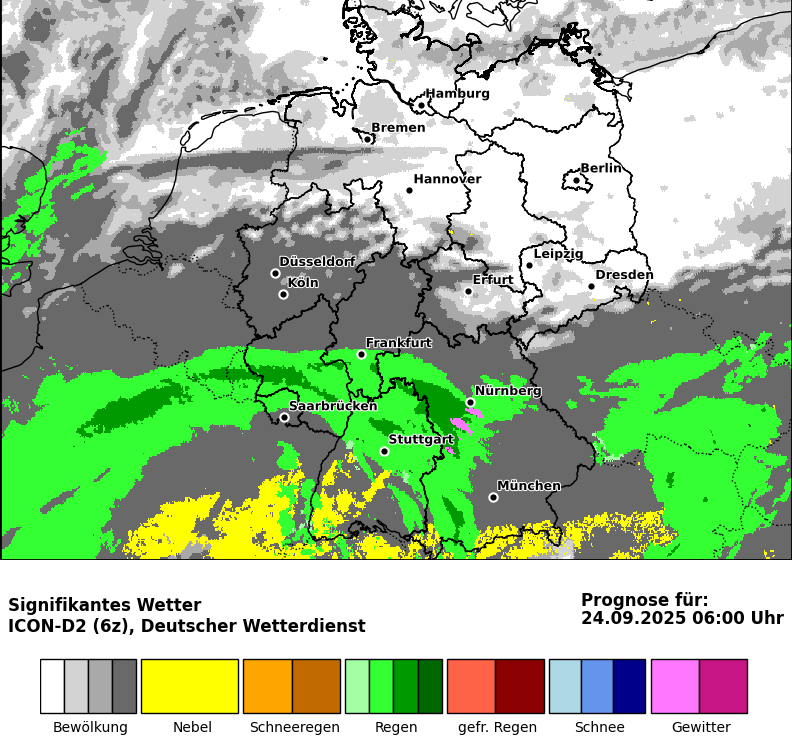 Hamburg
Bremen
Berlin
Hannover
Leipzig
Düsseldorf
Dresden
Köln
Erfurt
Frankfurt
Nürnberg
Saarbrücken
Stuttgart
München
Signifikantes Wetter
ICON-D2 (6z), Deutscher Wetterdienst
Prognose für:
24.09.2025 06:00 Uhr
Bewölkung Nebel Schneeregen Regen gefr. Regen Schnee Gewitter